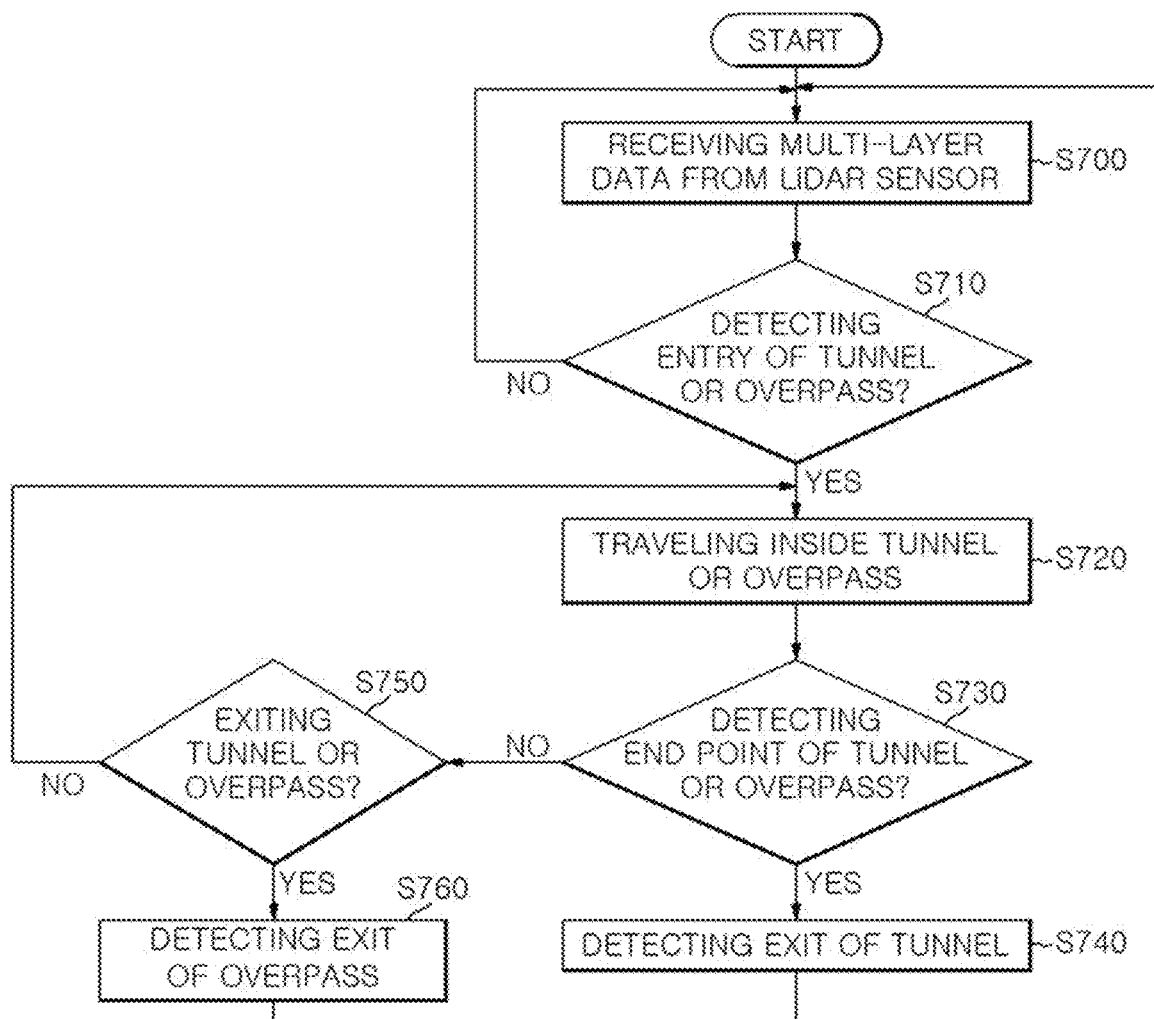 START
RECEIVING MULTI-LAYER
DATA FROM LIDAR SENSOR
S700
S710
DETECTING
ENTRY OF TUNNEL
OR OVERPASS?
NO
YES
TRAVELING INSIDE TUNNEL
OR OVERPASS
S720
S750
EXITING
TUNNEL OR
OVERPASS?
NO
NO
S730
DETECTING
END POINT OF TUNNEL
OR OVERPASS?
YES
S760
YES
DETECTING EXIT
OF OVERPASS
DETECTING EXIT OF TUNNEL
S740